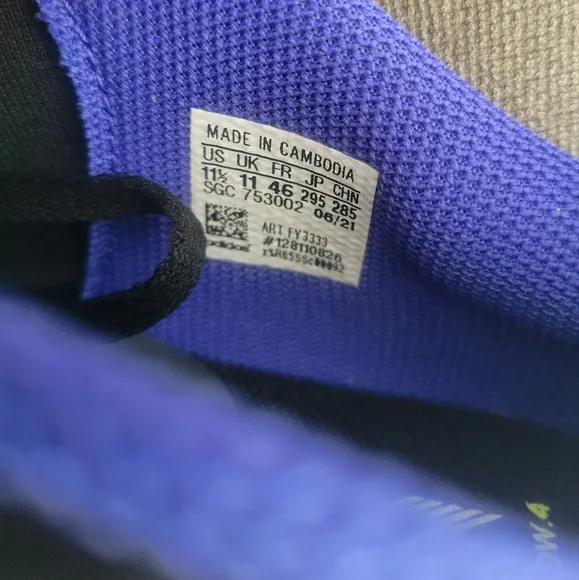 MADE IN CAMBODIA
US UK FR JP CHN
11½ 11 46 295 285
SGC 753002 06/21
ART FY3333
#128110826
adidas